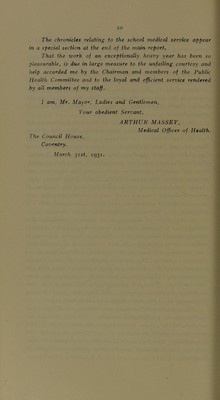 10
The chronicles relating to the school medical service appear
in a special section at the end of the main report.
That the work of an exceptionally heavy year has been so
pleasurable, is due in large measure to the unfailing courtesy and
help accorded me by the Chairman and members of the Public
Health Committee and to the loyal and efficient service rendered
by all members of my staff.
I am, Mr. Mayor, Ladies and Gentlemen,
Your obedient Servant,
ARTHUR MASSEY,
Medical Officer of Health.
The Council House,
Coventry.
March 31st, 1931.